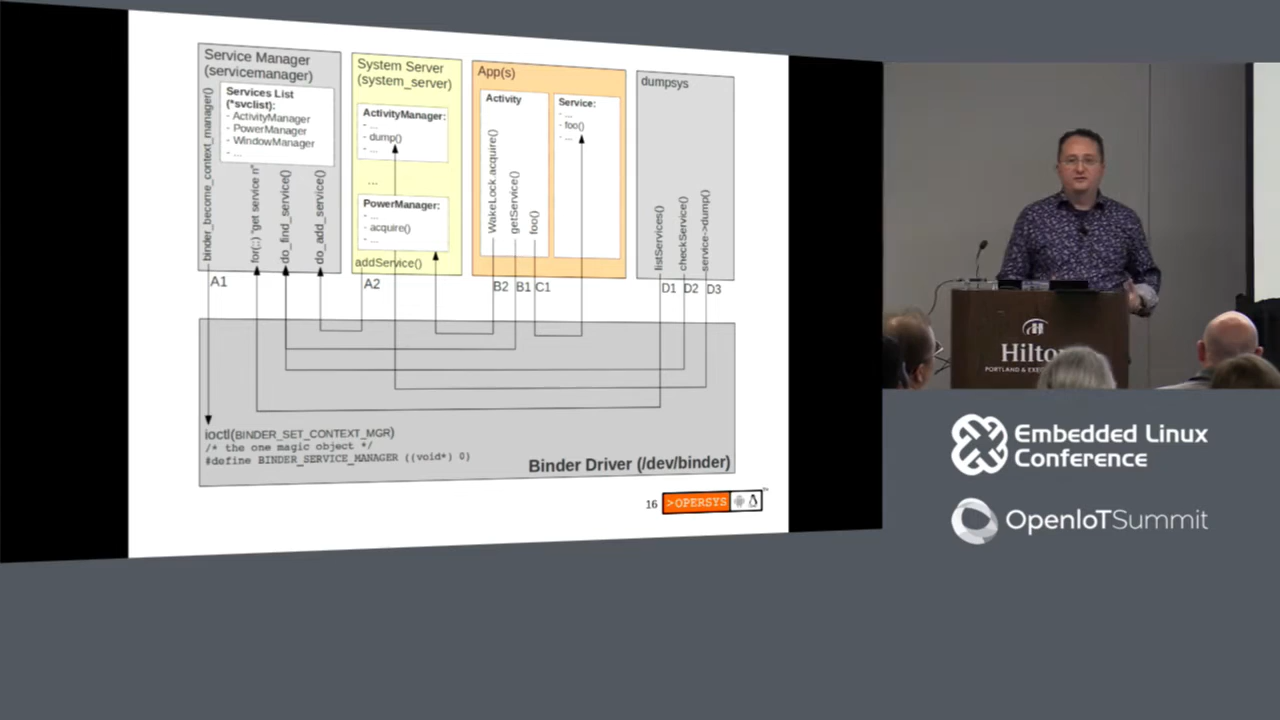 Service Manager
(servicemanager)
Services List
(*svclist):
- ActivityManager
- PowerManager
- WindowManager
- ...
binder_become_context_manager()
for(;;) "get service n"
do_find_service()
do_add_service()
System Server
(system_server)
ActivityManager:
- ...
- dump()
- ...
...
PowerManager:
- ...
- acquire()
- ...
addService()
App(s)
Activity
WakeLock.acquire()
getService()
foo()
Service:
- ...
- foo()
- ...
dumpsys
listServices()
checkService()
service->dump()
A1
A2
B2
B1
C1
D1
D2
D3
ioctl(BINDER_SET_CONTEXT_MGR)
/* the one magic object */
#define BINDER_SERVICE_MANAGER ((void*) 0)
Binder Driver (/dev/binder)
16
>OPERSYS
Hilton
PORTLAND &
Embedded Linux
Conference
OpenIoTSummit